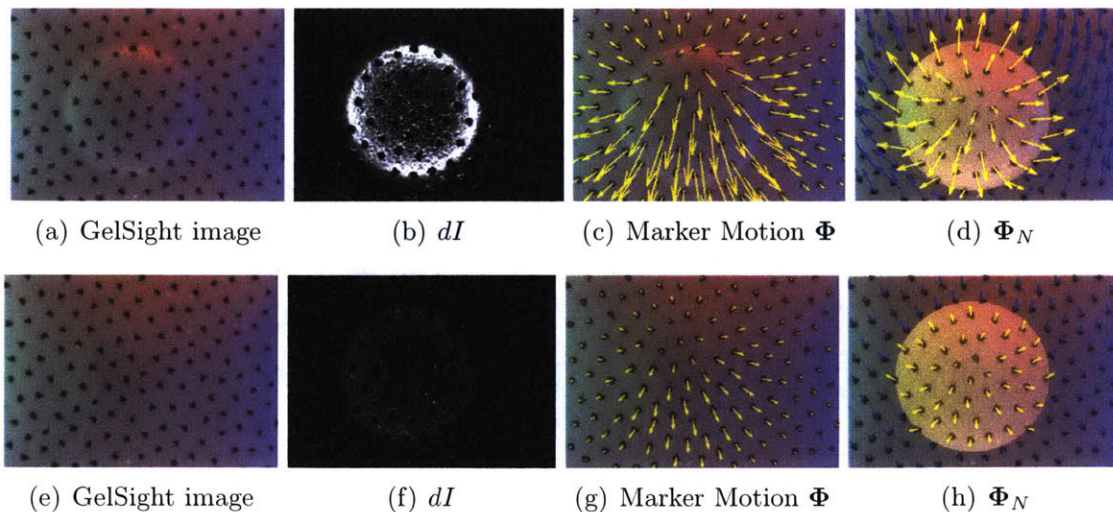 (a) GelSight image (b) dI (c) Marker Motion Φ (d) Φ_N
(e) GelSight image (f) dI (g) Marker Motion Φ (h) Φ_N